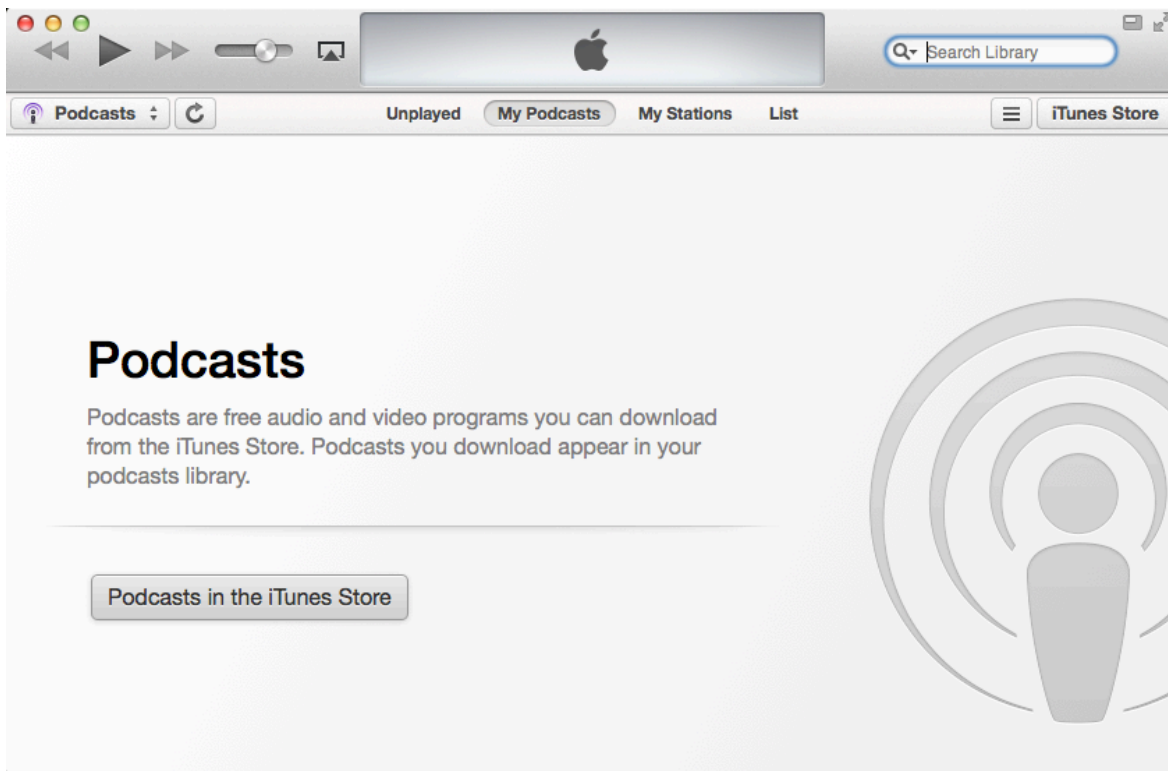 Search Library
Podcasts
Unplayed My Podcasts My Stations List
iTunes Store
Podcasts
Podcasts are free audio and video programs you can download
from the iTunes Store. Podcasts you download appear in your
podcasts library.
Podcasts in the iTunes Store